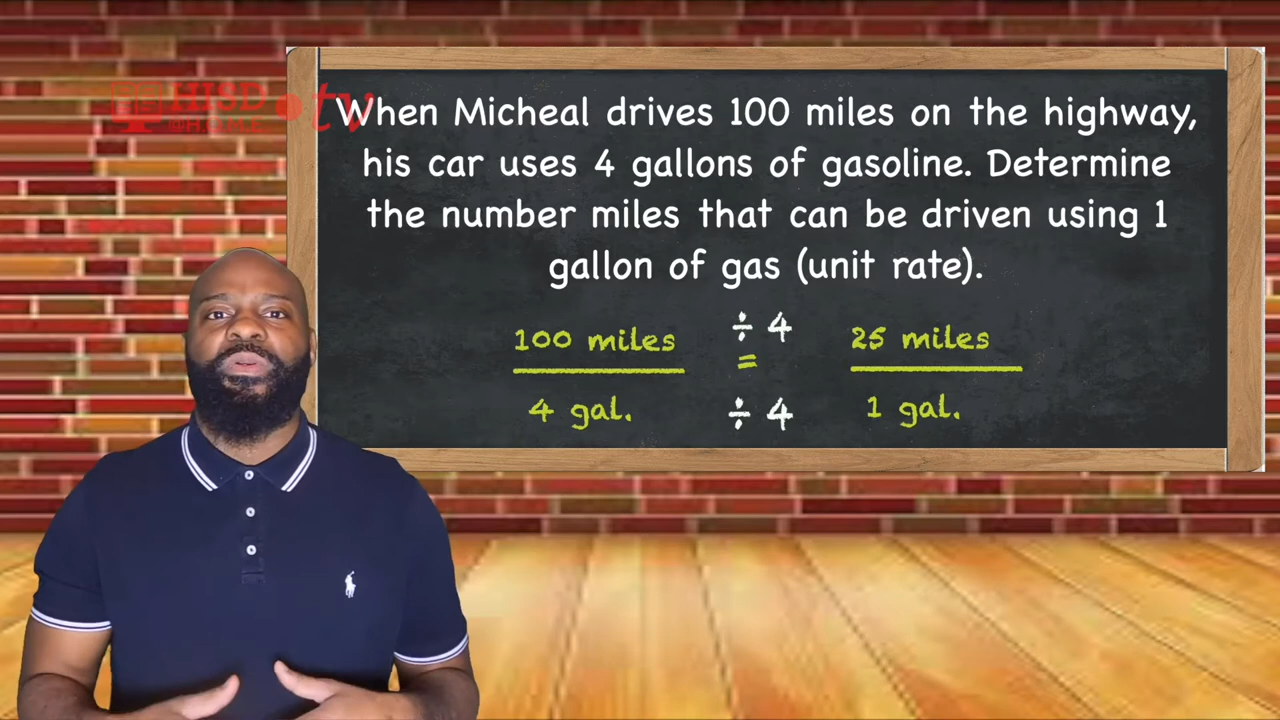 HISD
@H.O.M.E.
.tv
When Micheal drives 100 miles on the highway,
his car uses 4 gallons of gasoline. Determine
the number miles that can be driven using 1
gallon of gas (unit rate).
100 miles ÷ 4 25 miles
=
4 gal. ÷ 4 1 gal.